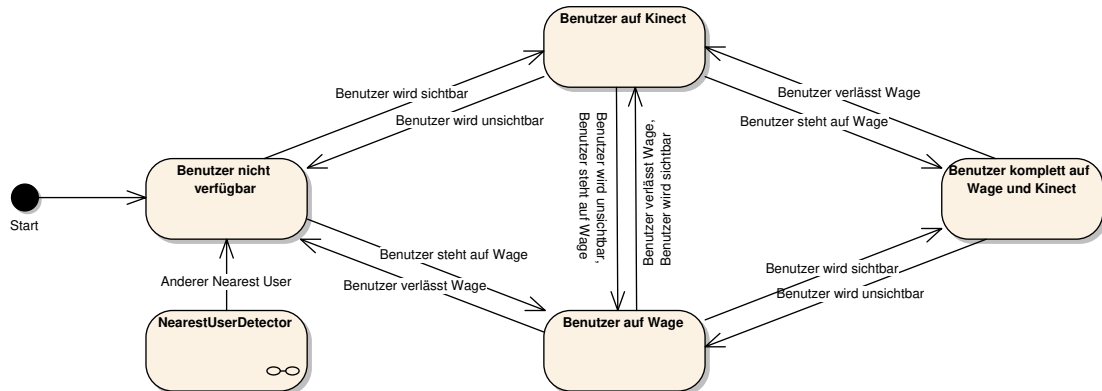 Benutzer auf Kinect
Benutzer wird sichtbar
Benutzer wird unsichtbar
Benutzer verlässt Wage
Benutzer steht auf Wage
Benutzer nicht
verfügbar
Benutzer wird unsichtbar,
Benutzer steht auf Wage
Benutzer verlässt Wage,
Benutzer wird sichtbar
Benutzer komplett auf
Wage und Kinect
Start
Benutzer steht auf Wage
Benutzer verlässt Wage
Benutzer wird sichtbar
Benutzer wird unsichtbar
Anderer Nearest User
NearestUserDetector
Benutzer auf Wage